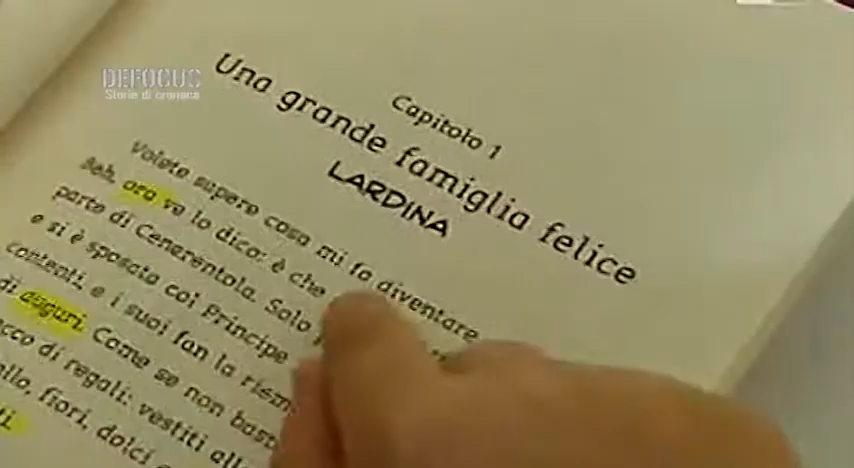 DEFOCUS
Storie di cronaca
Capitolo 1
Una grande famiglia felice
LARDINA
Volete sapere cosa mi fa diventare
Beh, ora ve lo dico: è che
parte di Cenerentola. Solo
e si è sposata col Principe
contenti, e i suoi fan la
di auguri. Come se non
di regali: vestiti
fiori, dolci